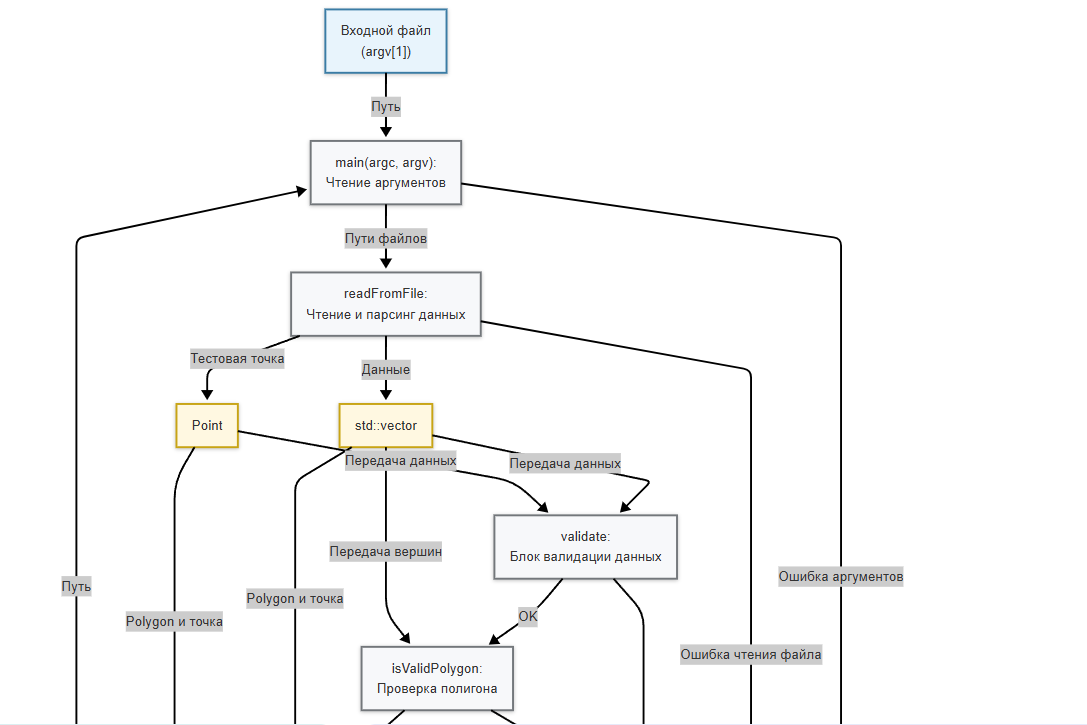 Входной файл
(argv[1])
Путь
main(argc, argv):
Чтение аргументов
Пути файлов
readFromFile:
Чтение и парсинг данных
Тестовая точка
Данные
Point
std::vector
Передача данных
Передача данных
validate:
Блок валидации данных
Передача вершин
Ошибка аргументов
Путь
Polygon и точка
OK
Polygon и точка
Ошибка чтения файла
isValidPolygon:
Проверка полигона